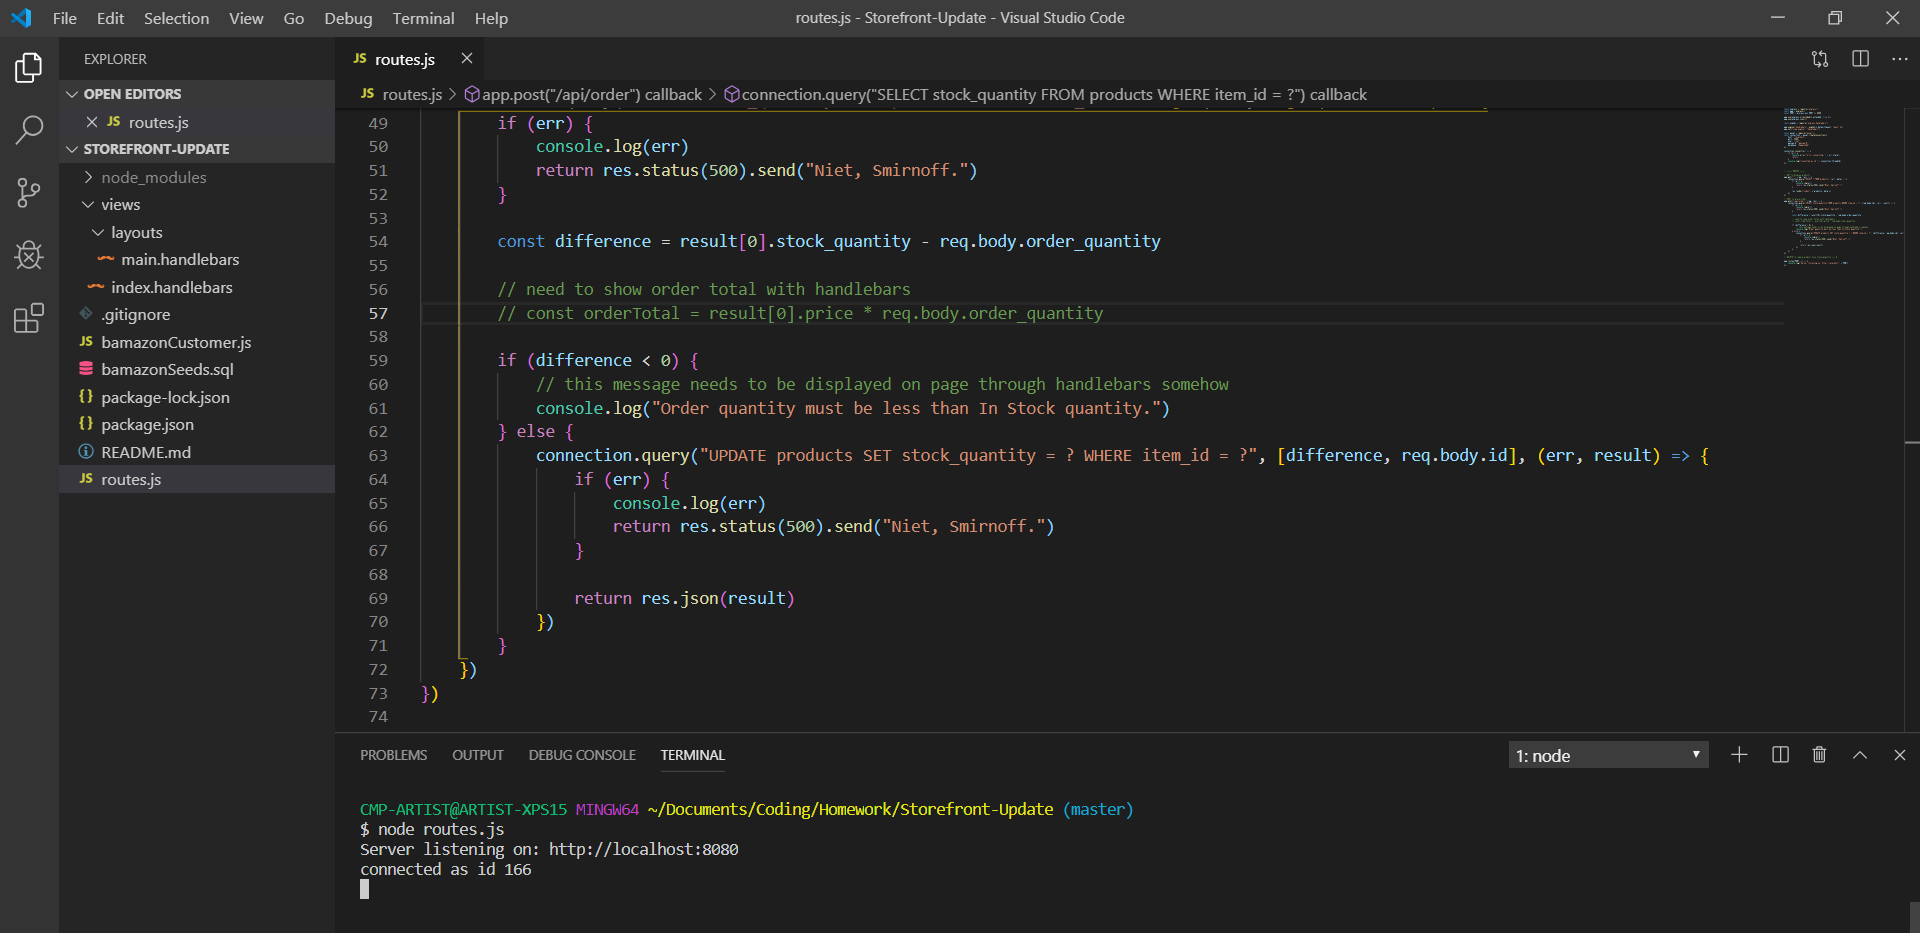 File Edit Selection View Go Debug Terminal Help
routes.js - Storefront-Update - Visual Studio Code
EXPLORER
OPEN EDITORS
JS routes.js
STOREFRONT-UPDATE
node_modules
views
layouts
main.handlebars
index.handlebars
.gitignore
JS bamazonCustomer.js
bamazonSeeds.sql
{} package-lock.json
{} package.json
README.md
JS routes.js
JS routes.js
JS routes.js > app.post("/api/order") callback > connection.query("SELECT stock_quantity FROM products WHERE item_id = ?") callback
49 if (err) {
50 console.log(err)
51 return res.status(500).send("Niet, Smirnoff.")
52 }
53
54 const difference = result[0].stock_quantity - req.body.order_quantity
55
56 // need to show order total with handlebars
57 // const orderTotal = result[0].price * req.body.order_quantity
58
59 if (difference < 0) {
60 // this message needs to be displayed on page through handlebars somehow
61 console.log("Order quantity must be less than In Stock quantity.")
62 } else {
63 connection.query("UPDATE products SET stock_quantity = ? WHERE item_id = ?", [difference, req.body.id], (err, result) => {
64 if (err) {
65 console.log(err)
66 return res.status(500).send("Niet, Smirnoff.")
67 }
68
69 return res.json(result)
70 })
71 }
72 })
73 })
74
PROBLEMS OUTPUT DEBUG CONSOLE TERMINAL
1: node
CMP-ARTIST@ARTIST-XPS15 MINGW64 ~/Documents/Coding/Homework/Storefront-Update (master)
$ node routes.js
Server listening on: http://localhost:8080
connected as id 166